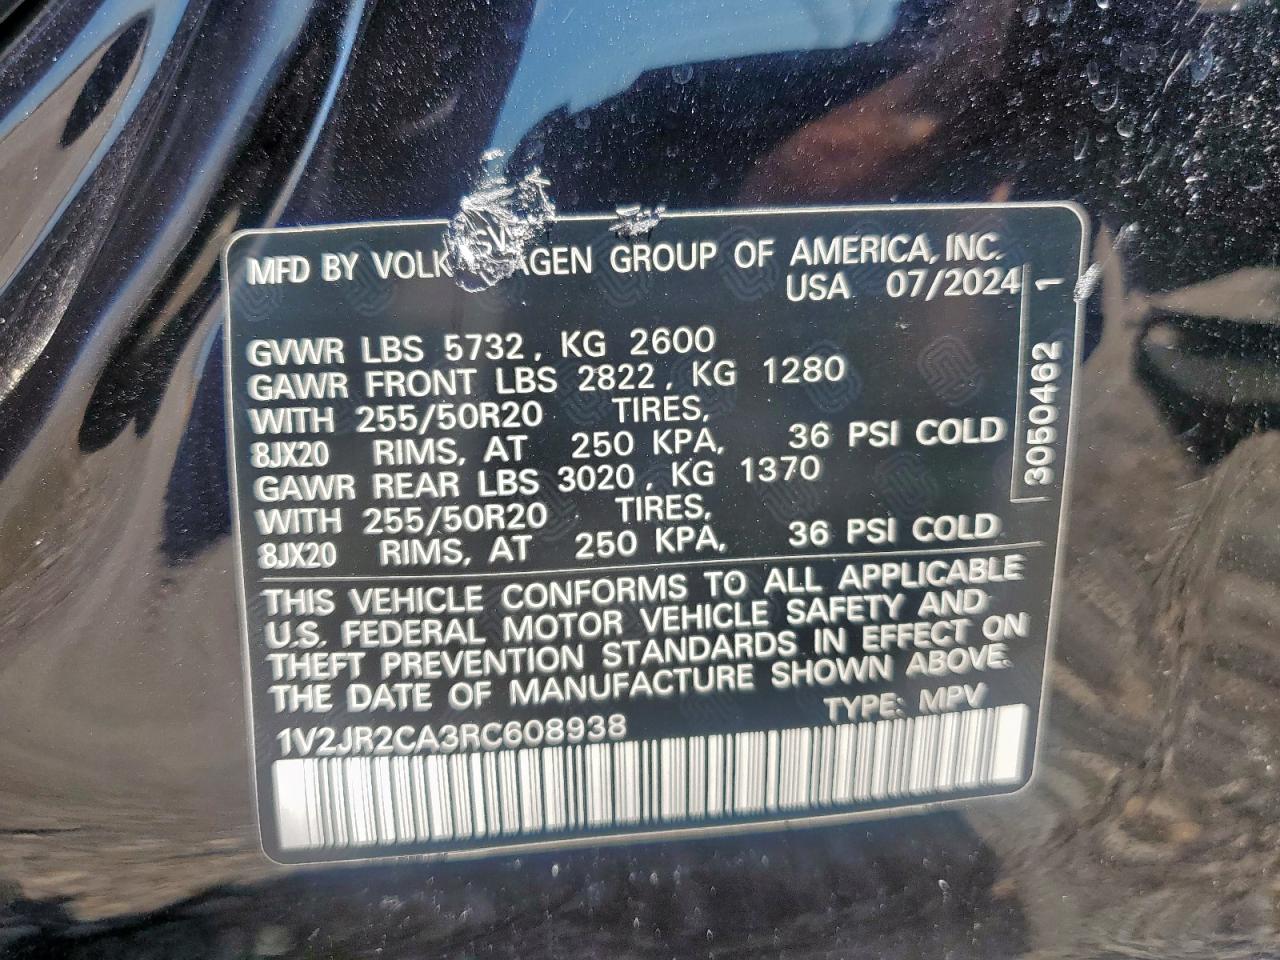 MFD BY VOLK AGEN GROUP OF AMERICA, INC.
USA 07/2024
GVWR LBS 5732, KG 2600
GAWR FRONT LBS 2822, KG 1280
WITH 255/50R20 TIRES,
8JX20 RIMS, AT 250 KPA, 36 PSI COLD
GAWR REAR LBS 3020, KG 1370
WITH 255/50R20 TIRES,
8JX20 RIMS, AT 250 KPA, 36 PSI COLD
THIS VEHICLE CONFORMS TO ALL APPLICABLE
U.S. FEDERAL MOTOR VEHICLE SAFETY AND
THEFT PREVENTION STANDARDS IN EFFECT ON
THE DATE OF MANUFACTURE SHOWN ABOVE.
TYPE: MPV
1V2JR2CA3RC608938
3050462 1